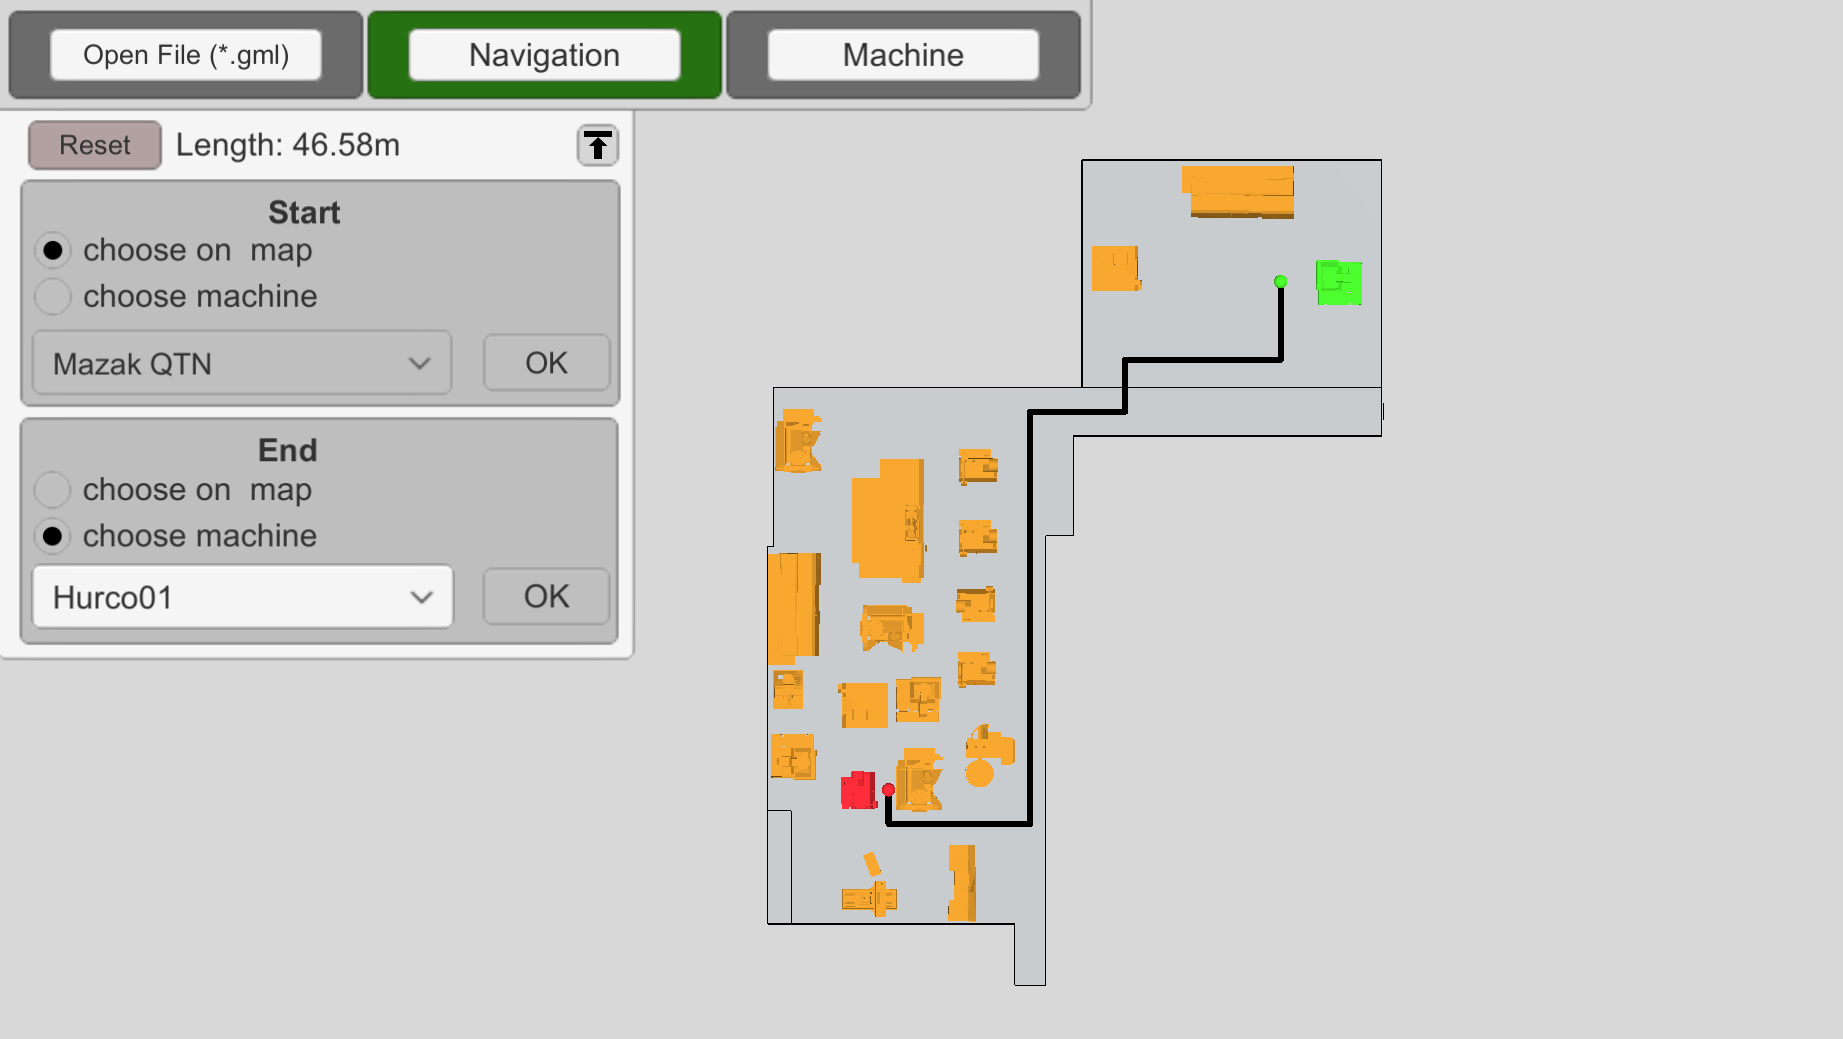 Open File (*.gml)
Navigation
Machine
Reset
Length: 46.58m
Start
choose on  map
choose machine
Mazak QTN
OK
End
choose on  map
choose machine
Hurco01
OK